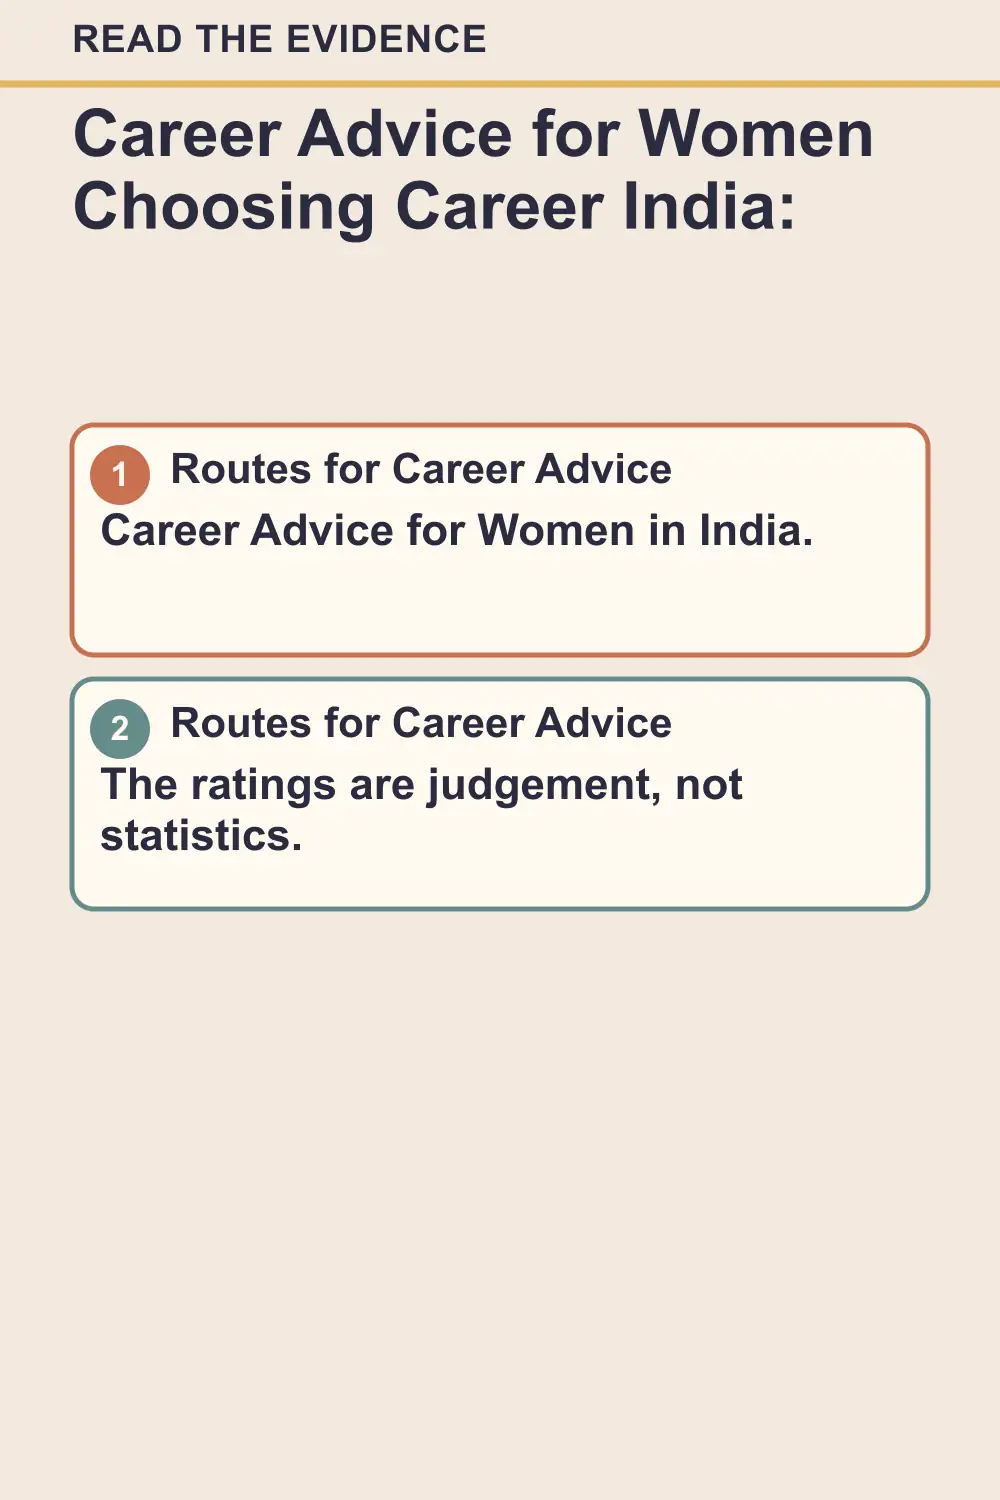 READ THE EVIDENCE
Career Advice for Women
Choosing Career India:
1 Routes for Career Advice
Career Advice for Women in India.
2 Routes for Career Advice
The ratings are judgement, not
statistics.